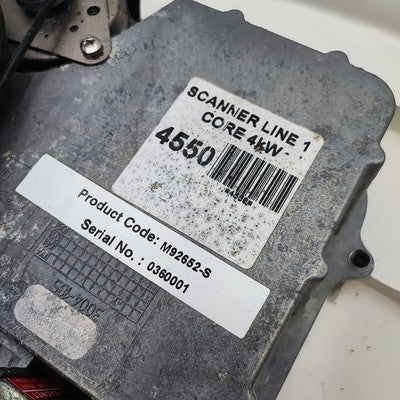 SCANNER LINE 1
CORE 4kW
4550
Product Code: M92652-S
Serial No. : 0360001